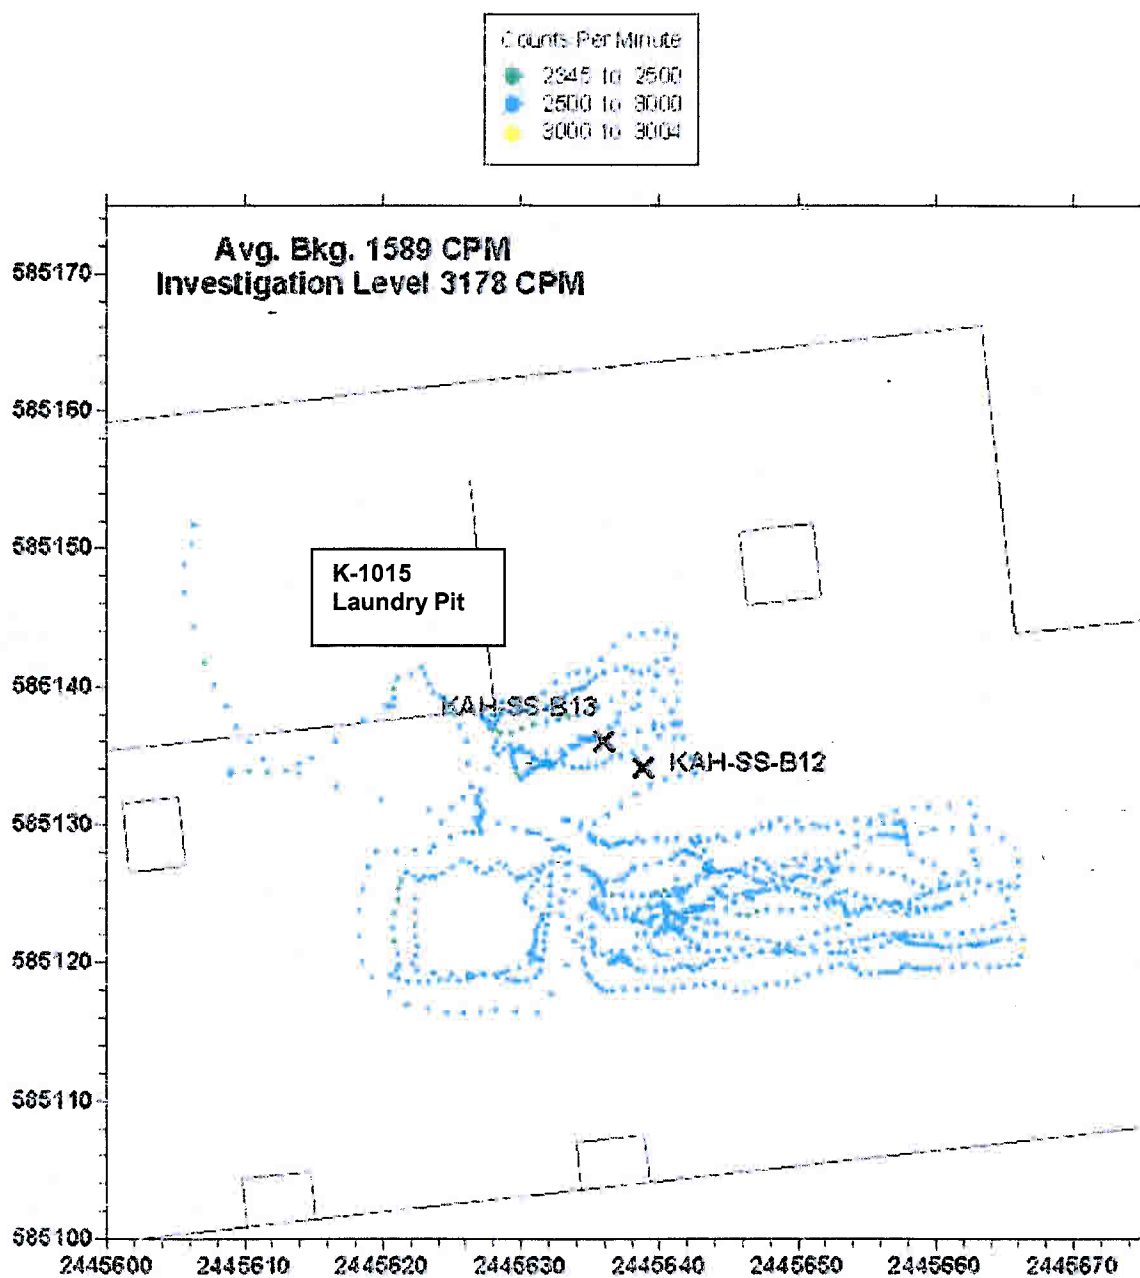 Counts Per Minute
2345 to 2500
2500 to 3000
3000 to 3004
Avg. Bkg. 1589 CPM
Investigation Level 3178 CPM
585170
585160
585150
K-1015
Laundry Pit
585140
KAH-SS-B13
KAH-SS-B12
585130
585120
585110
585100
2445600 2445610 2445620 2445630 2445640 2445650 2445660 2445670